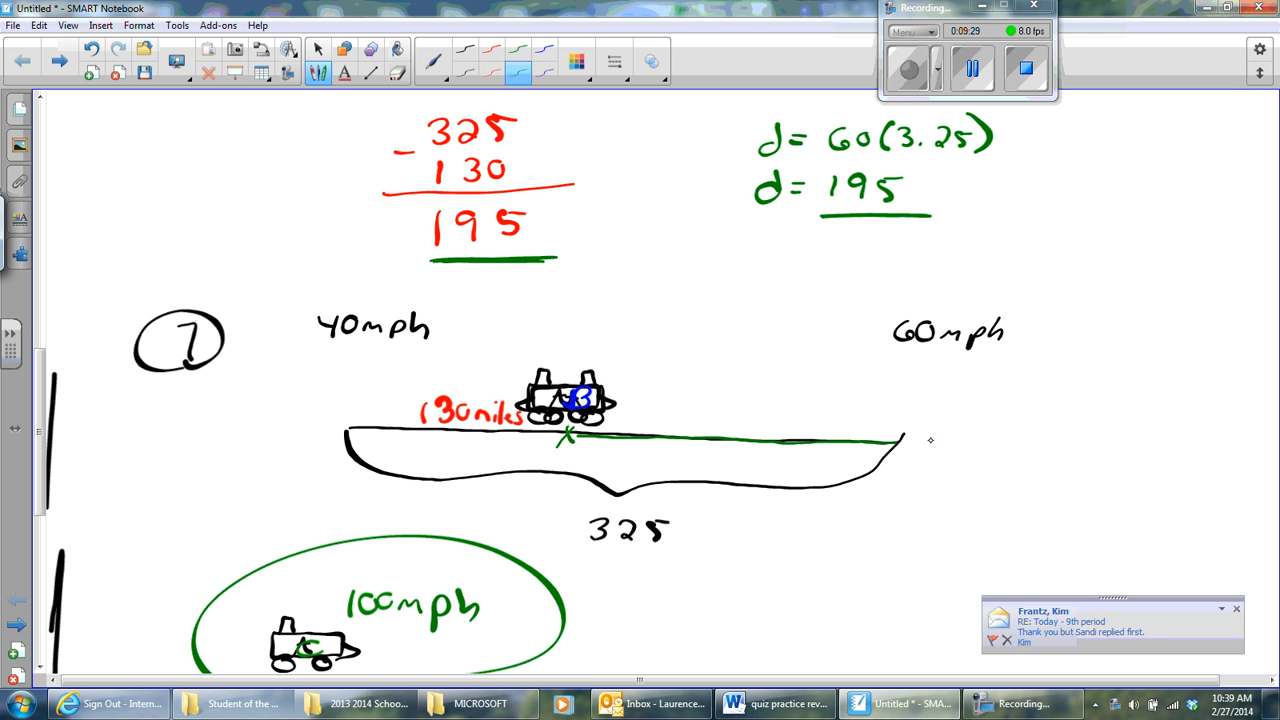 Untitled * - SMART Notebook
File Edit View Insert Format Tools Add-ons Help
Recording...
Menu
0:09:29
8.0 fps
325
- 130
195
d = 60(3.25)
d = 195
7
40mph
60mph
130miles
A B
x
325
100mph
C
Frantz, Kim
RE: Today - 9th period
Thank you but Sandi replied first.
Kim
Sign Out - Intern...
Student of the ...
2013 2014 Schoo...
MICROSOFT
Inbox - Laurence...
quiz practice rev...
Untitled * - SMA...
Recording...
10:39 AM
2/27/2014